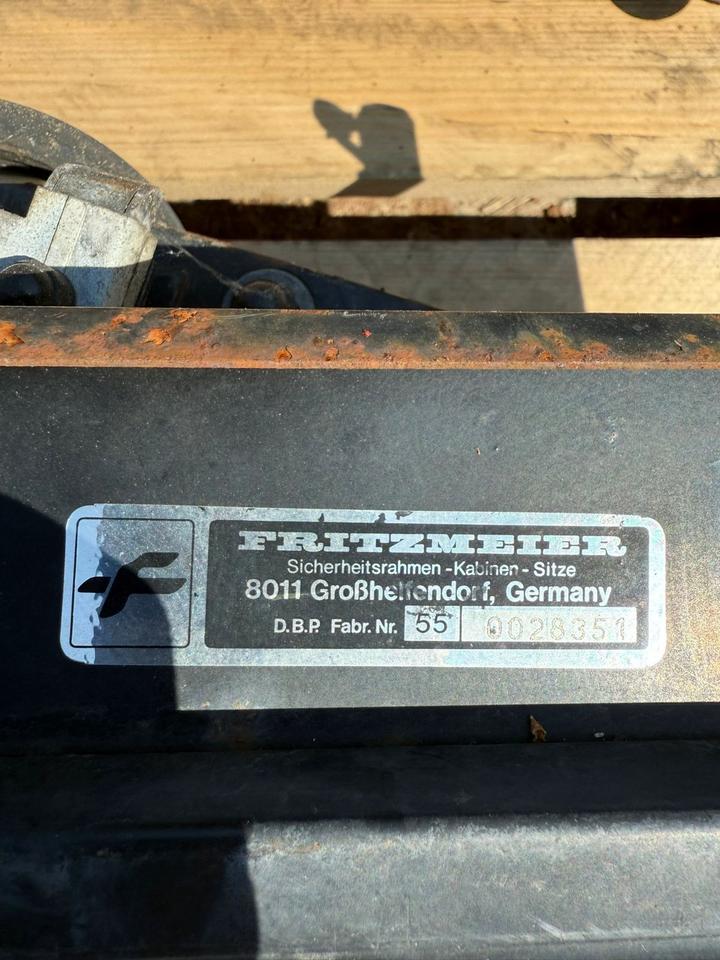 FRITZMEIER
Sicherheitsrahmen - Kabinen - Sitze
8011 Großhelfendorf, Germany
D.B.P. Fabr. Nr. 55 0028351